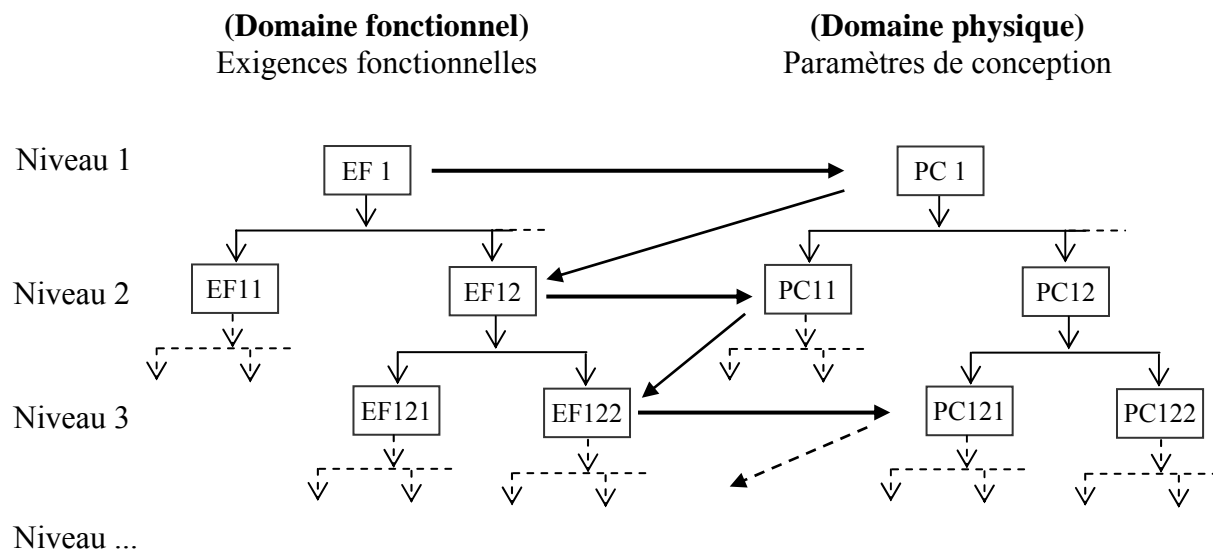 (Domaine fonctionnel) (Domaine physique)
Exigences fonctionnelles Paramètres de conception
Niveau 1 EF 1 PC 1
Niveau 2 EF11 EF12 PC11 PC12
Niveau 3 EF121 EF122 PC121 PC122
Niveau ...